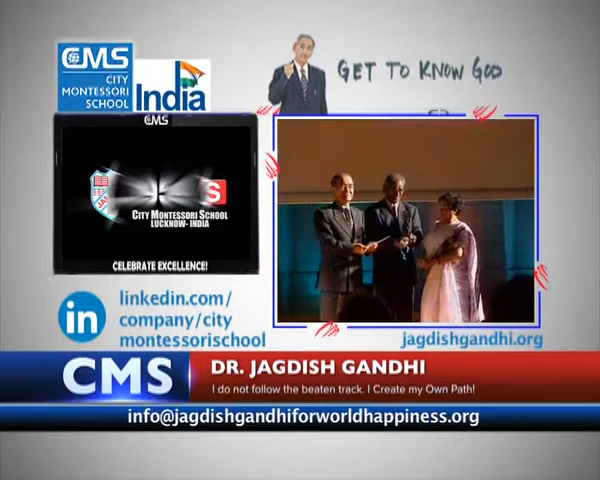 CMS
CITY
MONTESSORI
SCHOOL
India
GET TO KNOW GOD
CMS
S
CITY MONTESSORI SCHOOL
LUCKNOW- INDIA
CELEBRATE EXCELLENCE!
in
linkedin.com/
company/city
montessorischool
jagdishgandhi.org
CMS
DR. JAGDISH GANDHI
I do not follow the beaten track. I Create my Own Path!
info@jagdishgandhiforworldhappiness.org